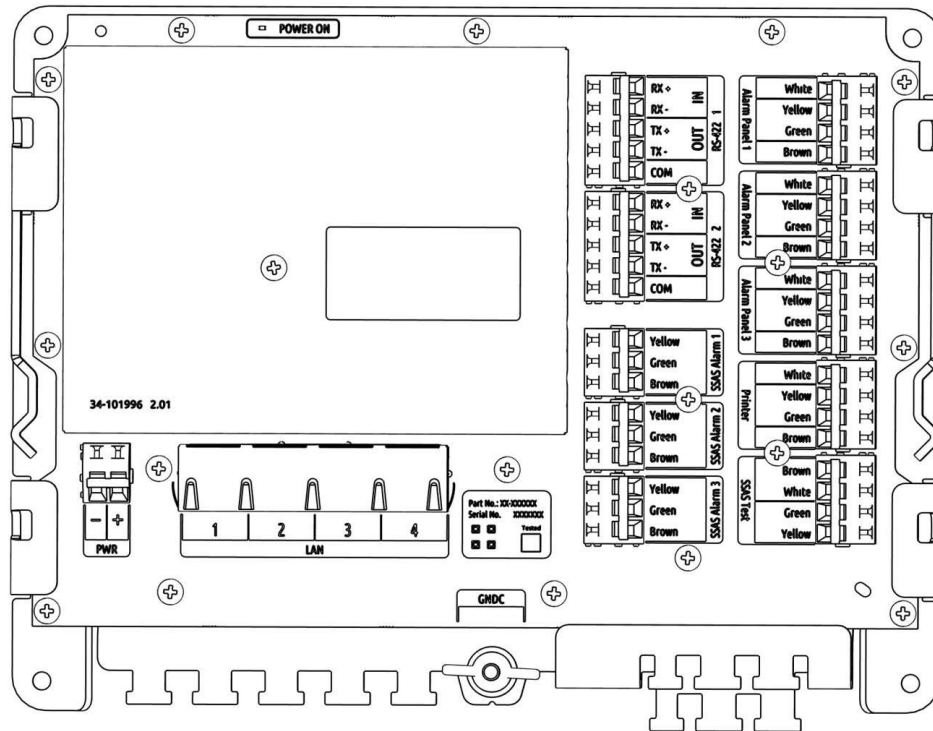 POWER ON
RX +
RX -
IN
TX +
TX -
OUT
COM
RS-422 1
RX +
RX -
IN
TX +
TX -
OUT
COM
RS-422 2
Yellow
Green
Brown
SSAS Alarm 1
Yellow
Green
Brown
SSAS Alarm 2
Yellow
Green
Brown
SSAS Alarm 3
Alarm Panel 1
White
Yellow
Green
Brown
Alarm Panel 2
White
Yellow
Green
Brown
Alarm Panel 3
White
Yellow
Green
Brown
Printer
White
Yellow
Green
Brown
SSAS Test
Brown
White
Green
Yellow
34-101996 2.01
- +
PWR
1 2 3 4
LAN
Part No.: XX-XXXXXX
Serial No. XXXXXXX
Tested
GNDC